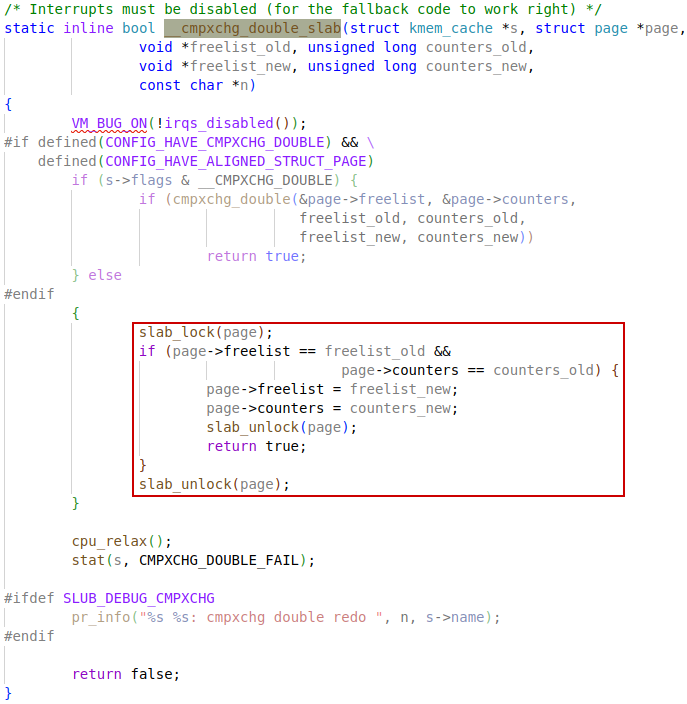 /* Interrupts must be disabled (for the fallback code to work right) */
static inline bool __cmpxchg_double_slab(struct kmem_cache *s, struct page *page,
void *freelist_old, unsigned long counters_old,
void *freelist_new, unsigned long counters_new,
const char *n)
{
VM_BUG_ON(!irqs_disabled());
#if defined(CONFIG_HAVE_CMPXCHG_DOUBLE) && \
defined(CONFIG_HAVE_ALIGNED_STRUCT_PAGE)
if (s->flags & __CMPXCHG_DOUBLE) {
if (cmpxchg_double(&page->freelist, &page->counters,
freelist_old, counters_old,
freelist_new, counters_new))
return true;
} else
#endif
{
slab_lock(page);
if (page->freelist == freelist_old &&
page->counters == counters_old) {
page->freelist = freelist_new;
page->counters = counters_new;
slab_unlock(page);
return true;
}
slab_unlock(page);
}
cpu_relax();
stat(s, CMPXCHG_DOUBLE_FAIL);
#ifdef SLUB_DEBUG_CMPXCHG
pr_info("%s %s: cmpxchg double redo ", n, s->name);
#endif
return false;
}